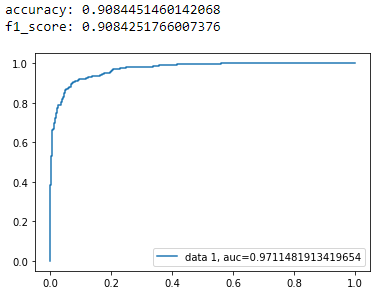 accuracy: 0.9084451460142068
f1_score: 0.9084251766007376
1.0
0.8
0.6
0.4
0.2
0.0
data 1, auc=0.9711481913419654
0.0 0.2 0.4 0.6 0.8 1.0